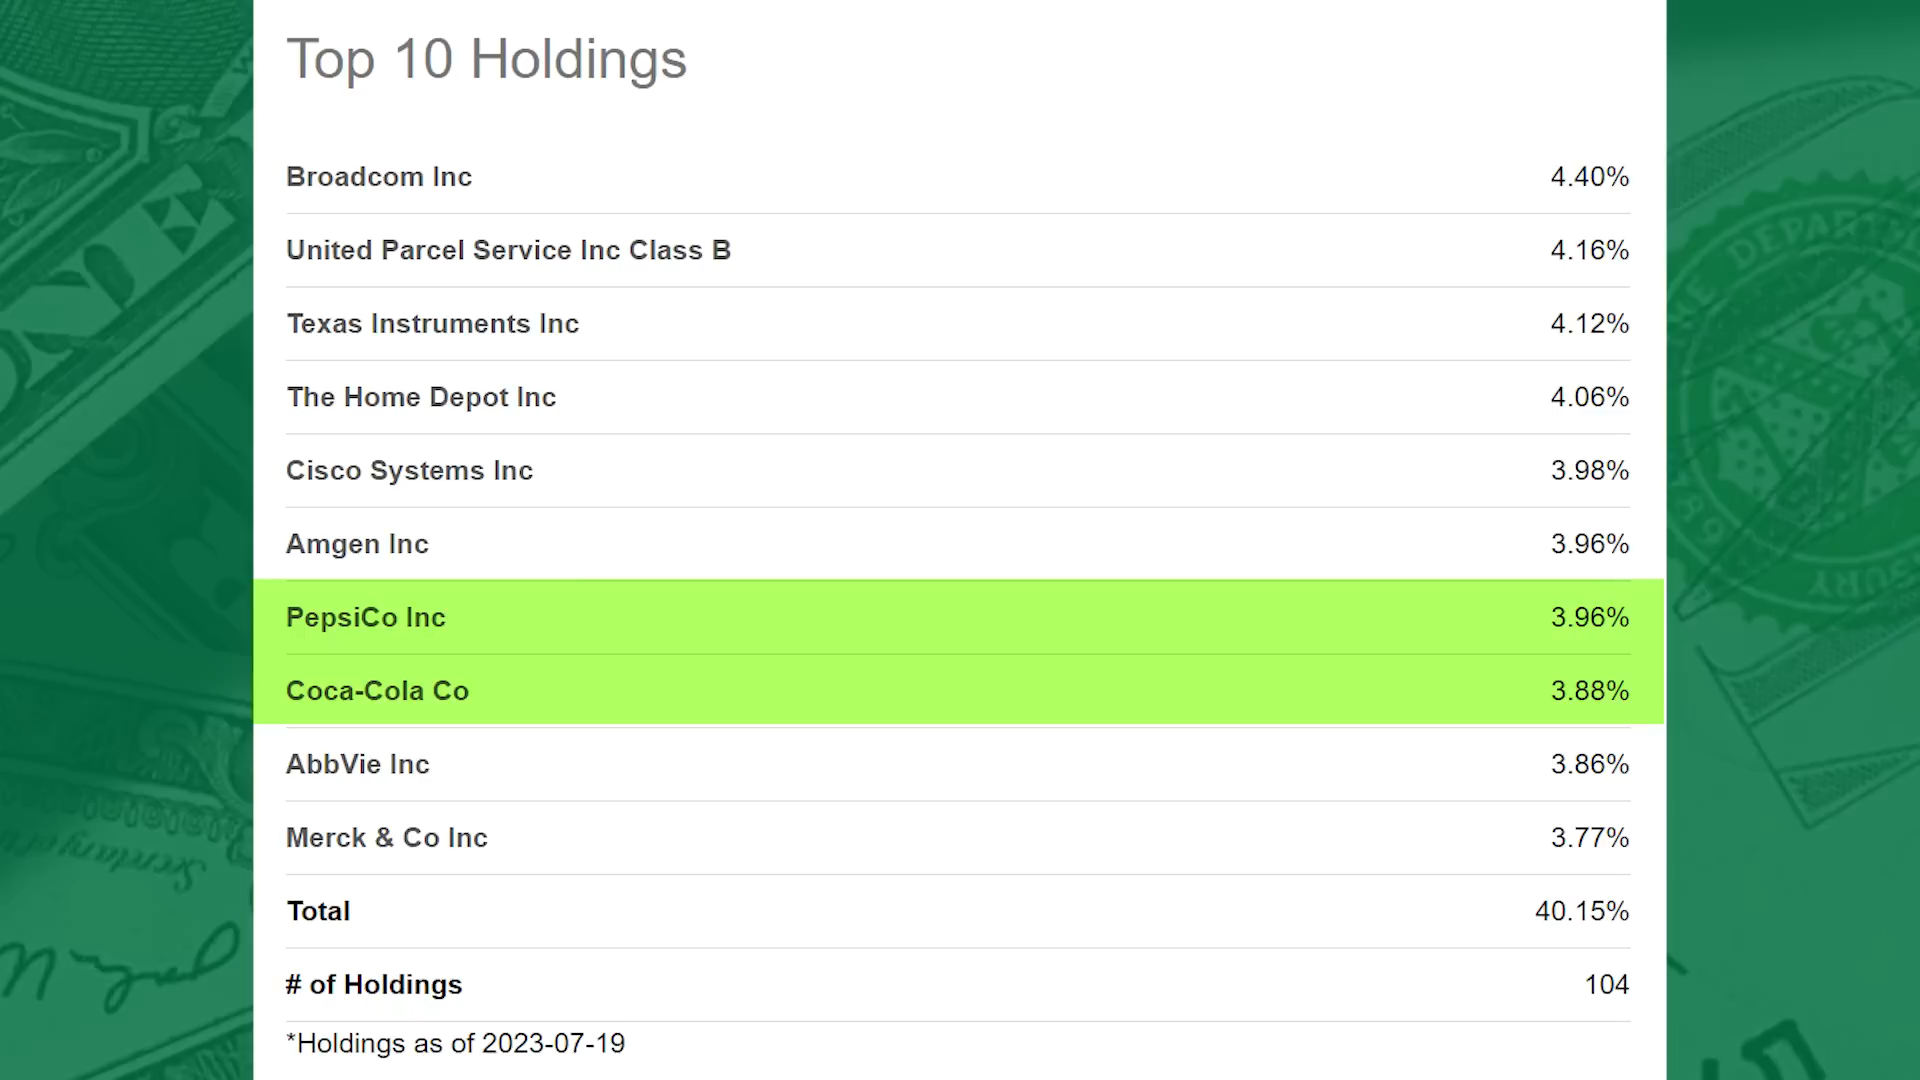 Top 10 Holdings
Broadcom Inc 4.40%
United Parcel Service Inc Class B 4.16%
Texas Instruments Inc 4.12%
The Home Depot Inc 4.06%
Cisco Systems Inc 3.98%
Amgen Inc 3.96%
PepsiCo Inc 3.96%
Coca-Cola Co 3.88%
AbbVie Inc 3.86%
Merck & Co Inc 3.77%
Total 40.15%
# of Holdings 104
*Holdings as of 2023-07-19